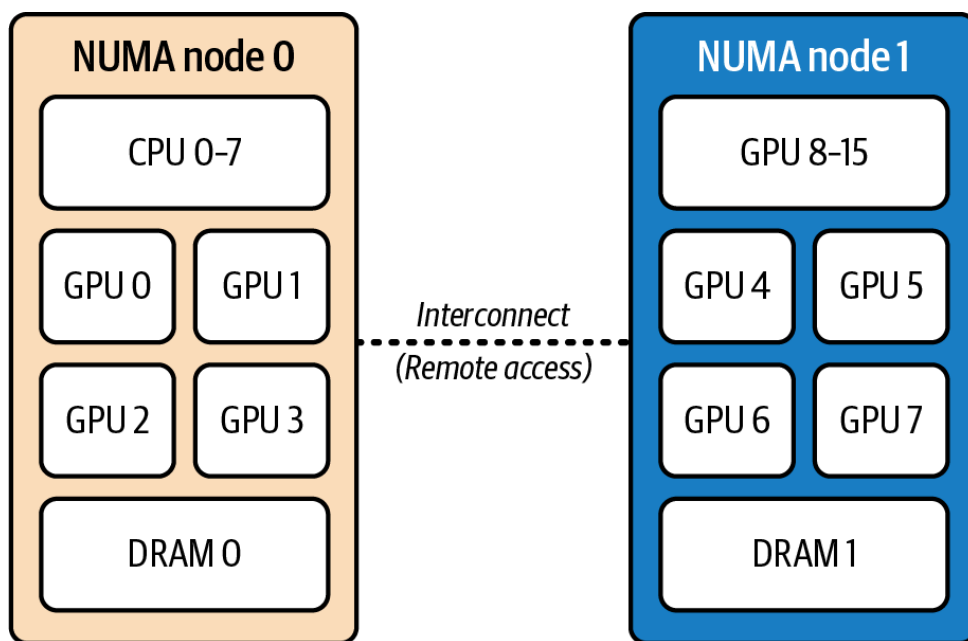 NUMA node 0
CPU 0–7
GPU 0
GPU 1
GPU 2
GPU 3
DRAM 0
Interconnect
(Remote access)
NUMA node 1
GPU 8–15
GPU 4
GPU 5
GPU 6
GPU 7
DRAM 1